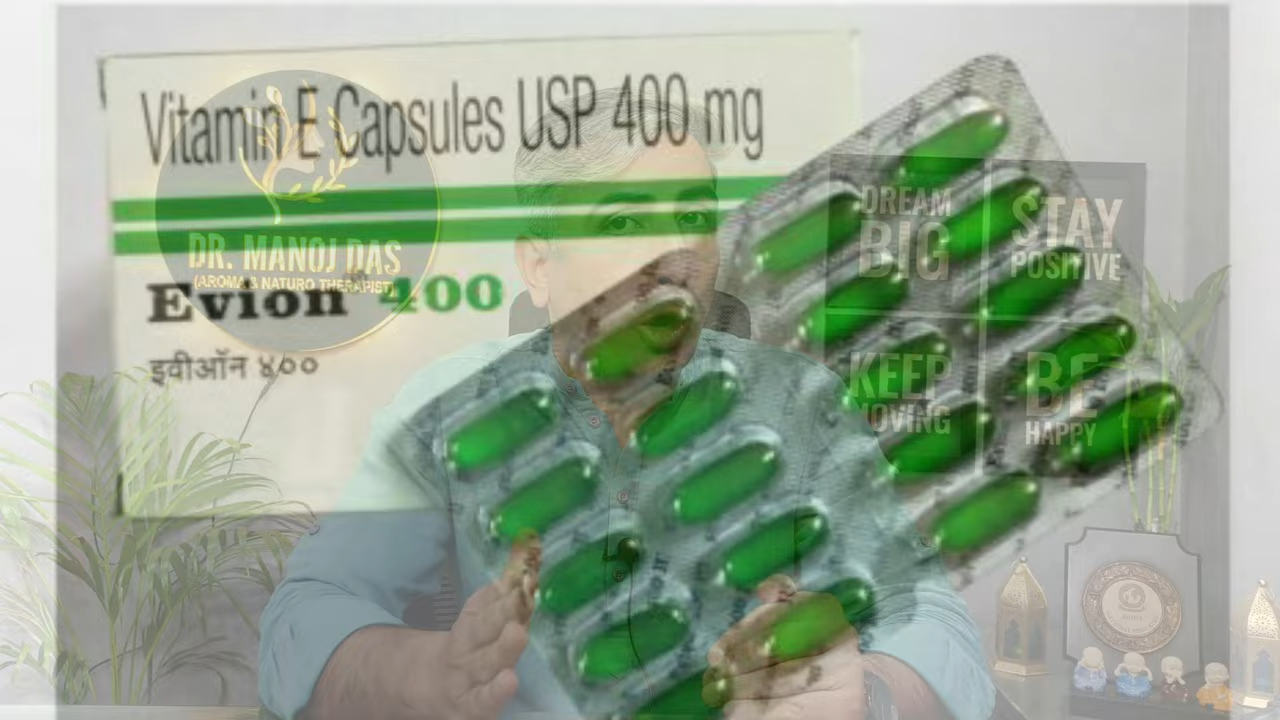 Vitamin E Capsules USP 400 mg
DR. MANOJ DAS
(AROMA & NATURO THERAPIST)
Evion 400
इवीऑन ४००
DREAM
BIG
STAY
POSITIVE
KEEP
MOVING
BE
HAPPY